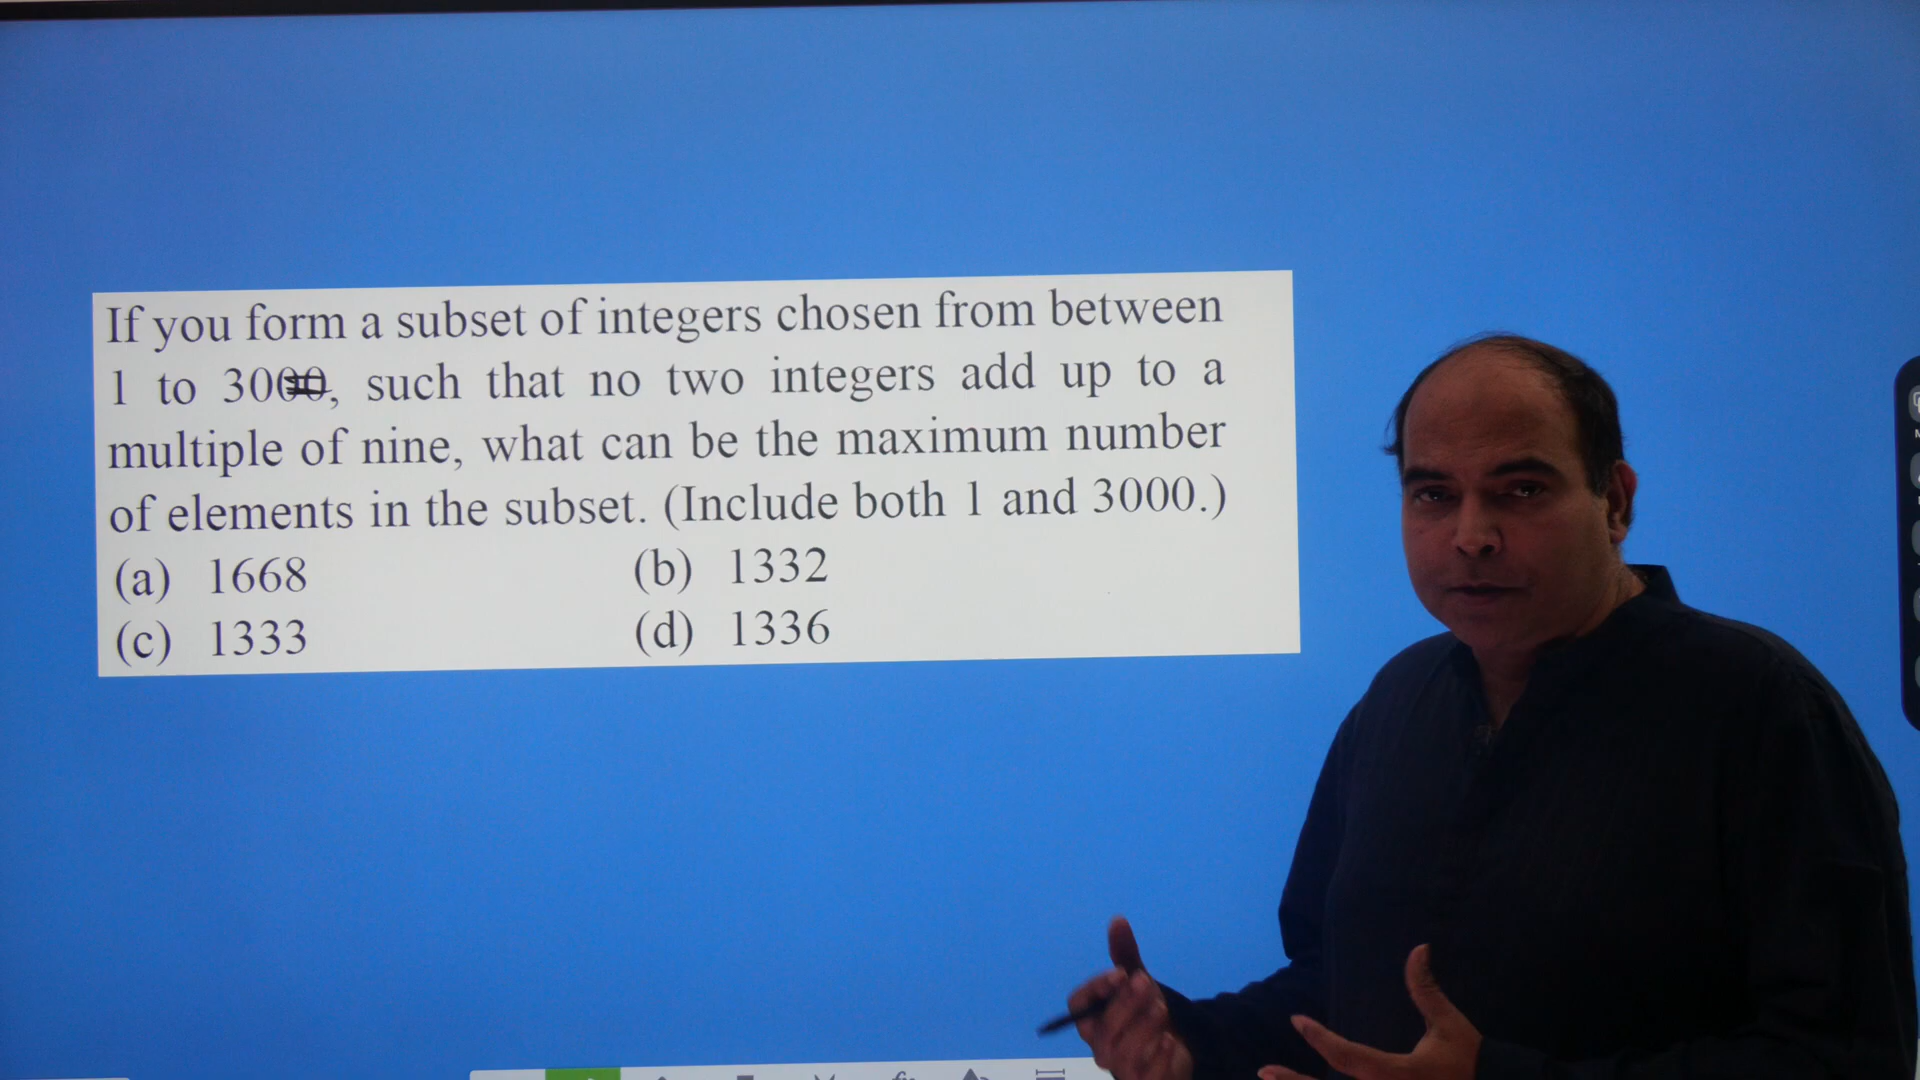 If you form a subset of integers chosen from between
1 to 3000, such that no two integers add up to a
multiple of nine, what can be the maximum number
of elements in the subset. (Include both 1 and 3000.)
(a) 1668 (b) 1332
(c) 1333 (d) 1336